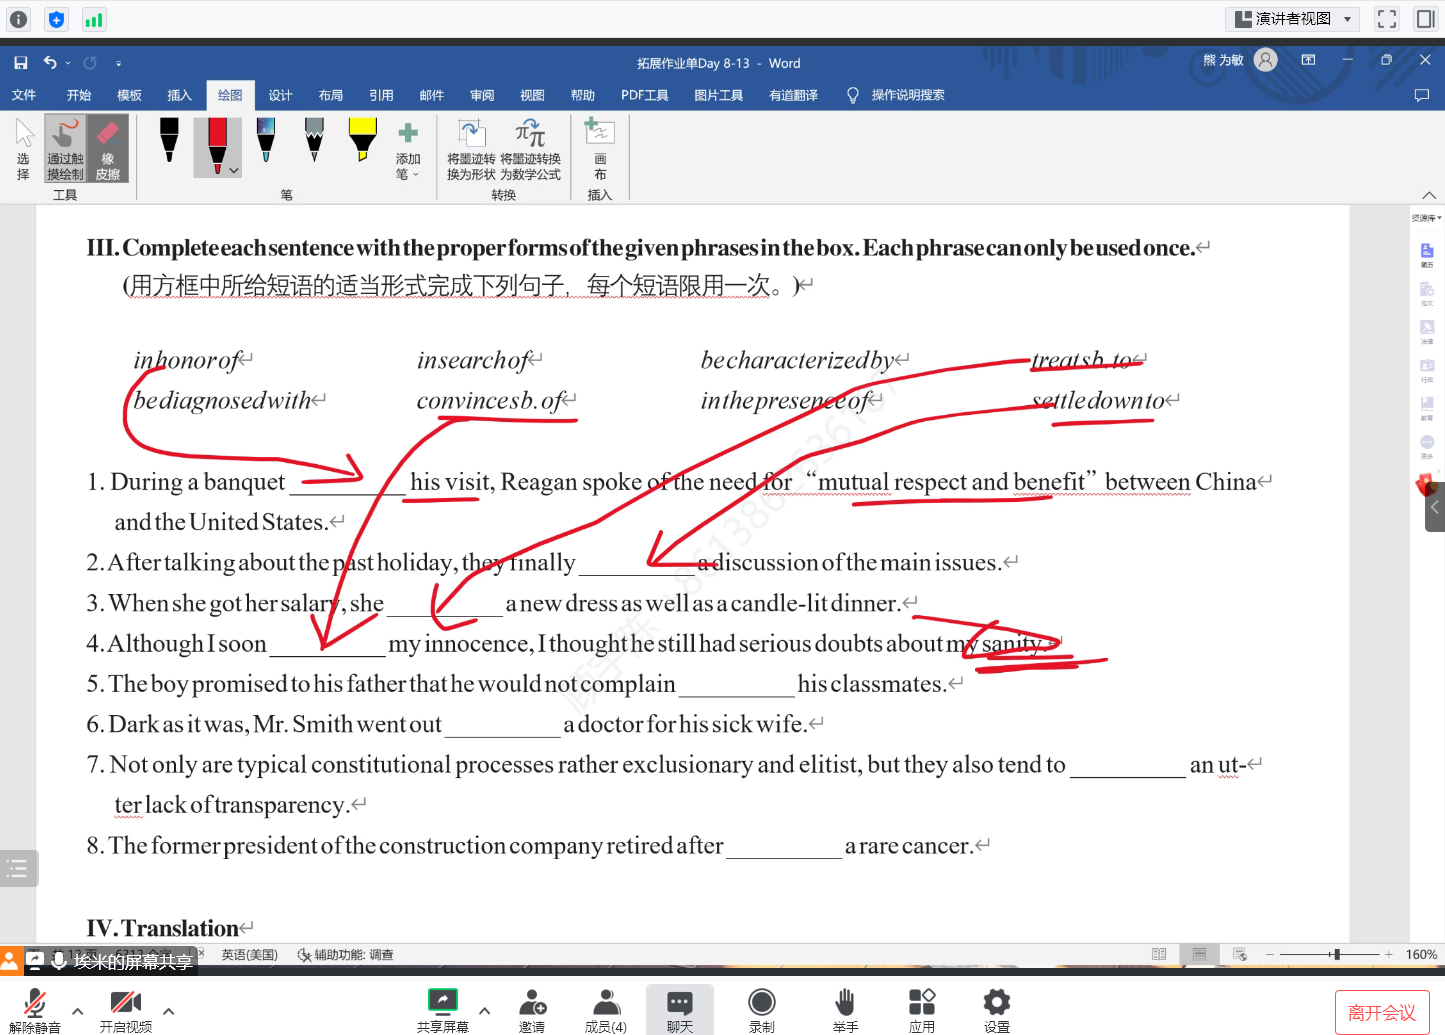 演讲者视图
拓展作业单Day 8-13 - Word
熊 为敏
文件 开始 模板 插入 绘图 设计 布局 引用 邮件 审阅 视图 帮助 PDF工具 图片工具 有道翻译 操作说明搜索
选择 通过触摸绘制 橡皮擦 添加笔 将墨迹转换为形状 将墨迹转换为数学公式 画布
工具 笔 转换 插入
资源库
III. Complete each sentence with the proper forms of the given phrases in the box. Each phrase can only be used once.
(用方框中所给短语的适当形式完成下列句子，每个短语限用一次。)
in honor of in search of be characterized by treat sb. to
be diagnosed with convince sb. of in the presence of settle down to
1. During a banquet __________ his visit, Reagan spoke of the need for “mutual respect and benefit” between China
and the United States.
2. After talking about the past holiday, they finally __________ a discussion of the main issues.
3. When she got her salary, she __________ a new dress as well as a candle-lit dinner.
4. Although I soon __________ my innocence, I thought he still had serious doubts about my sanity.
5. The boy promised to his father that he would not complain __________ his classmates.
6. Dark as it was, Mr. Smith went out __________ a doctor for his sick wife.
7. Not only are typical constitutional processes rather exclusionary and elitist, but they also tend to __________ an ut-
ter lack of transparency.
8. The former president of the construction company retired after __________ a rare cancer.
IV. Translation
英语(美国) 辅助功能: 调查 160%
埃米的屏幕共享
解除静音 开启视频 共享屏幕 邀请 成员(4) 聊天 录制 举手 应用 设置 离开会议